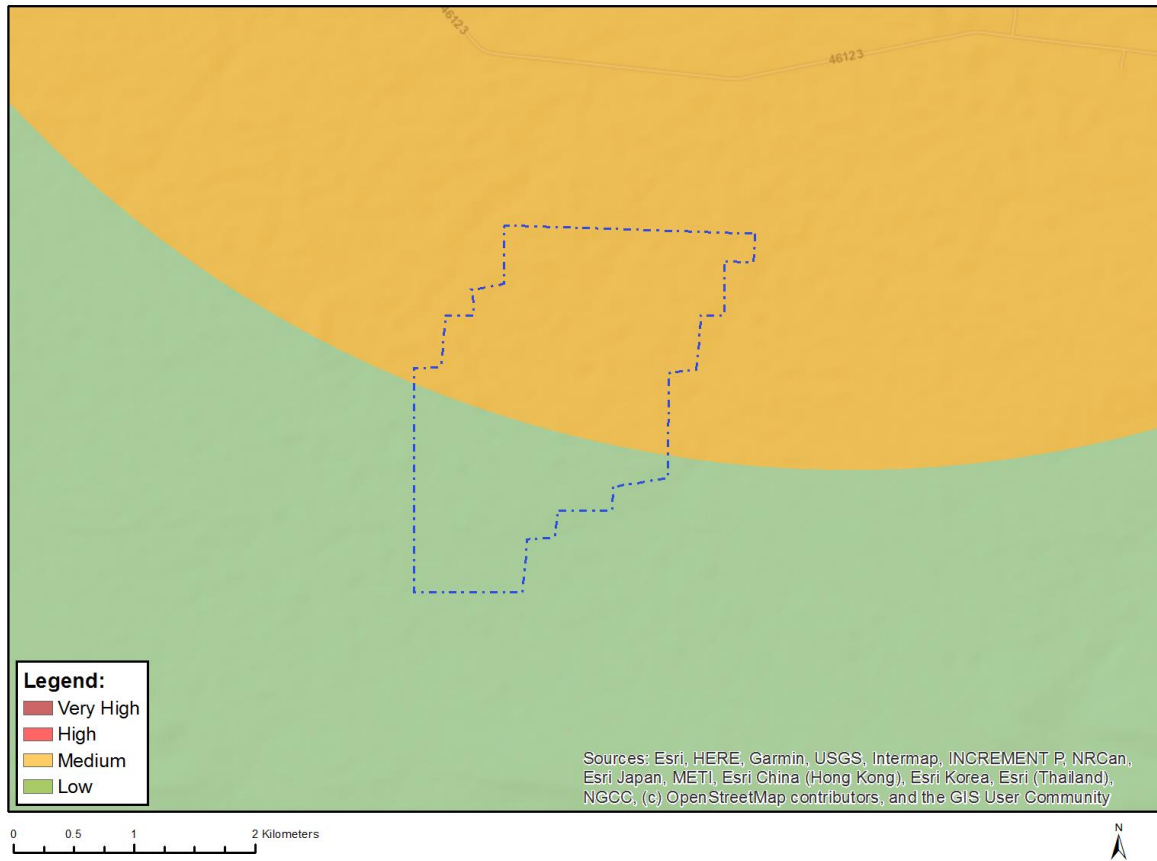 46123
46123
Legend:
Very High
High
Medium
Low
Sources: Esri, HERE, Garmin, USGS, Intermap, INCREMENT P, NRCan,
Esri Japan, METI, Esri China (Hong Kong), Esri Korea, Esri (Thailand),
NGCC, (c) OpenStreetMap contributors, and the GIS User Community
0 0.5 1 2 Kilometers
N